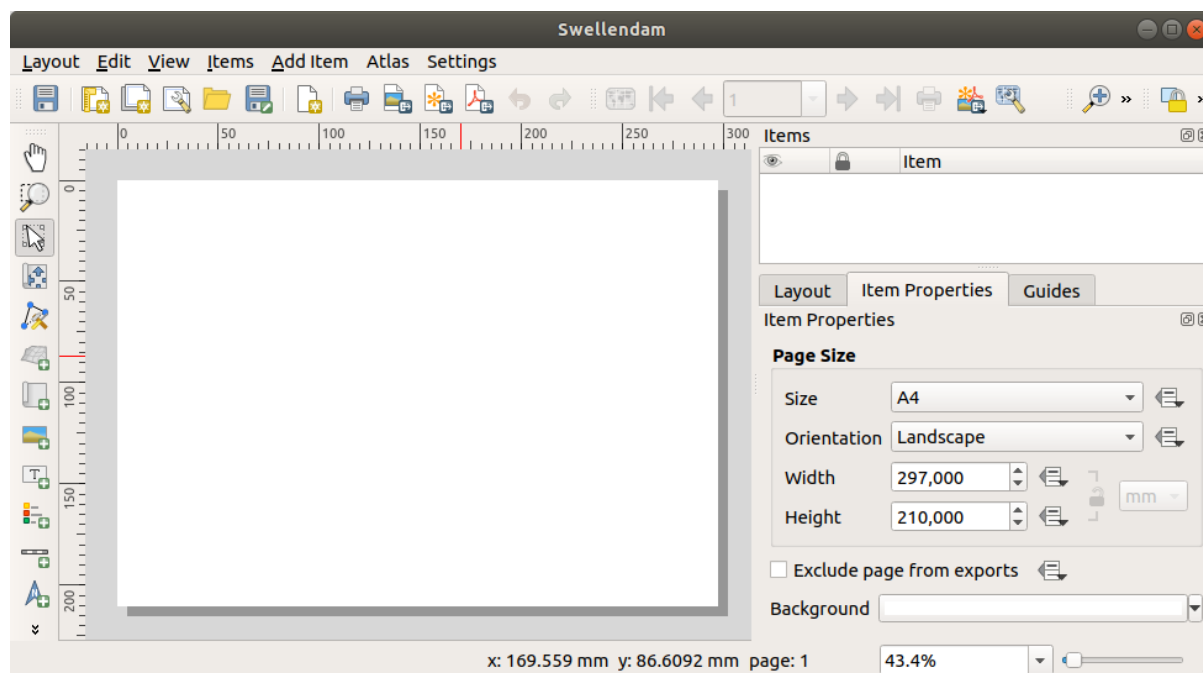 Swellendam
Layout Edit View Items Add Item Atlas Settings
1
0 50 100 150 200 250 300
0
50
100
150
200
Items
Item
Layout Item Properties Guides
Item Properties
Page Size
Size A4
Orientation Landscape
Width 297,000
mm
Height 210,000
Exclude page from exports
Background
x: 169.559 mm y: 86.6092 mm page: 1 43.4%